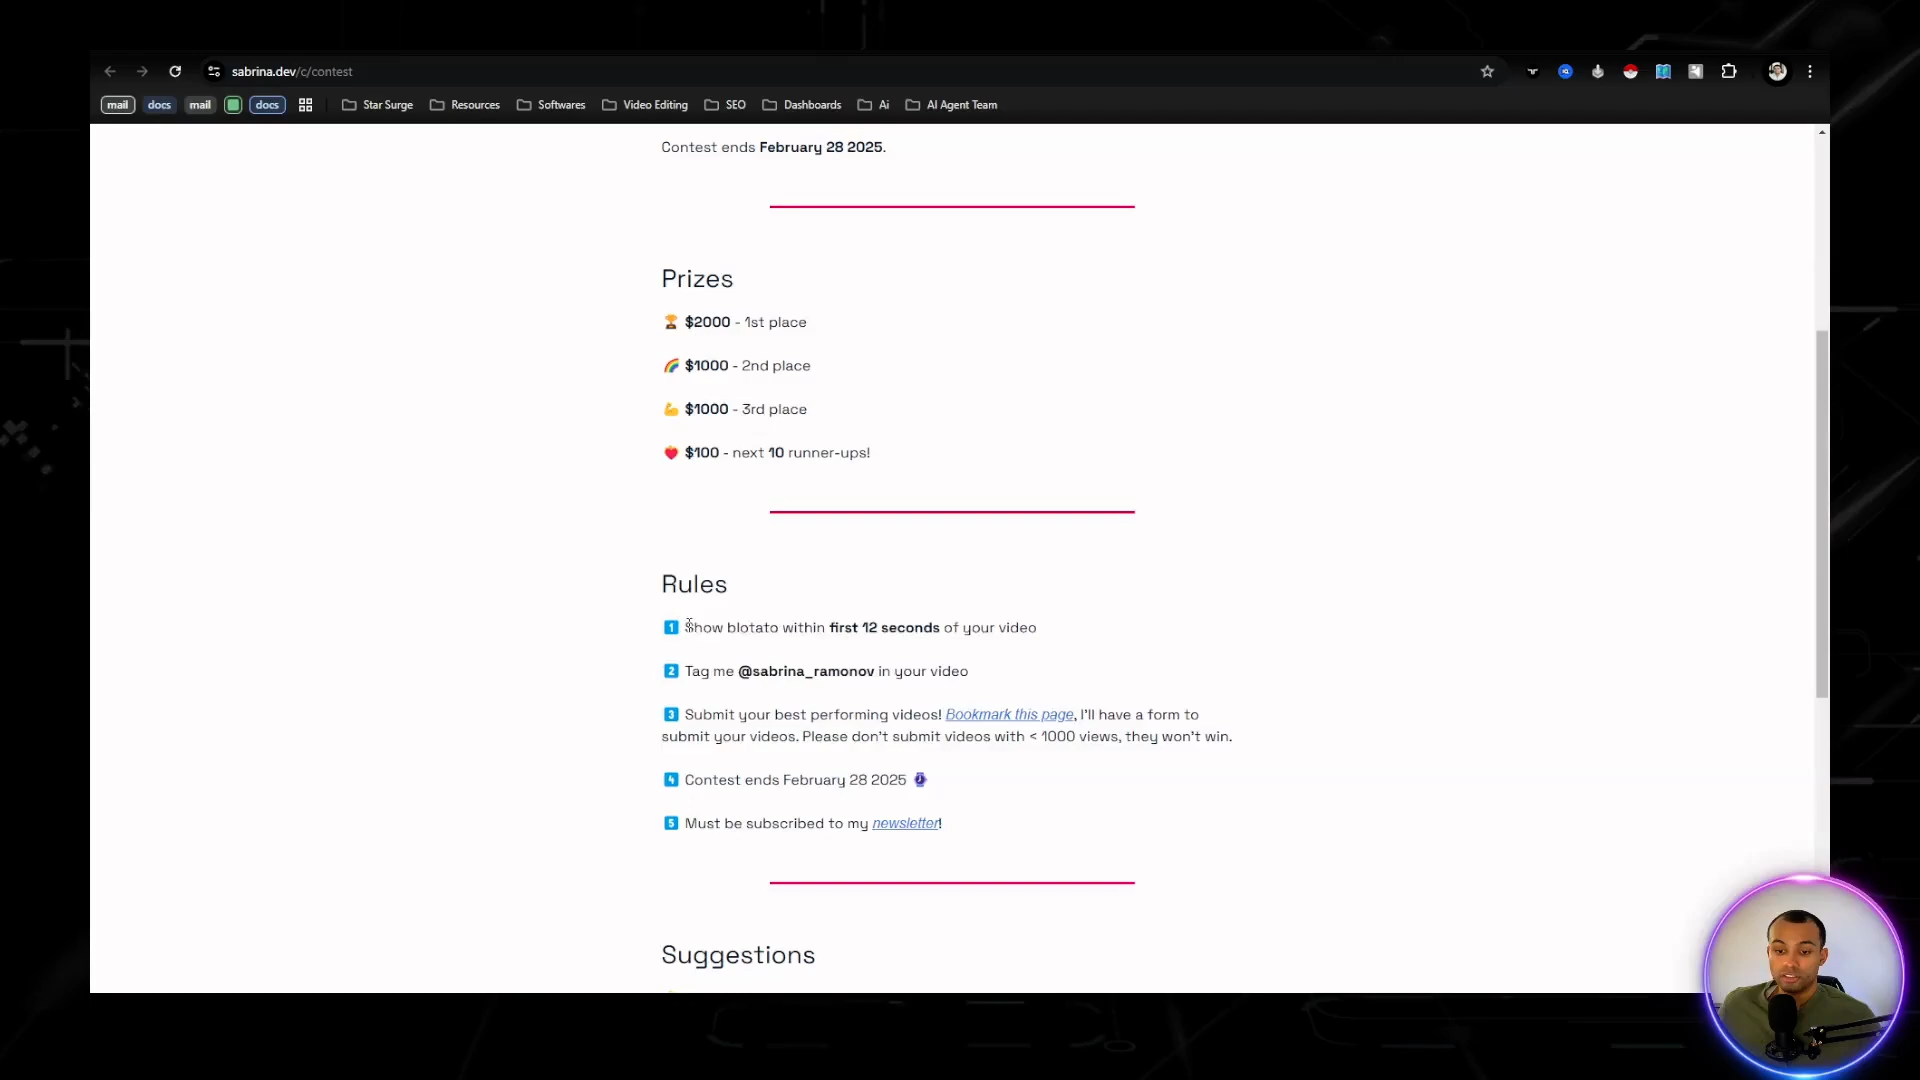 sabrina.dev/c/contest
mail docs mail docs Star Surge Resources Softwares Video Editing SEO Dashboards Ai AI Agent Team
Contest ends February 28 2025.
Prizes
🏆 $2000 - 1st place
🌈 $1000 - 2nd place
💪 $1000 - 3rd place
🍓 $100 - next 10 runner-ups!
Rules
1️⃣ Show blotato within first 12 seconds of your video
2️⃣ Tag me @sabrina_ramonov in your video
3️⃣ Submit your best performing videos! Bookmark this page, I'll have a form to
submit your videos. Please don't submit videos with < 1000 views, they won't win.
4️⃣ Contest ends February 28 2025
5️⃣ Must be subscribed to my newsletter!
Suggestions